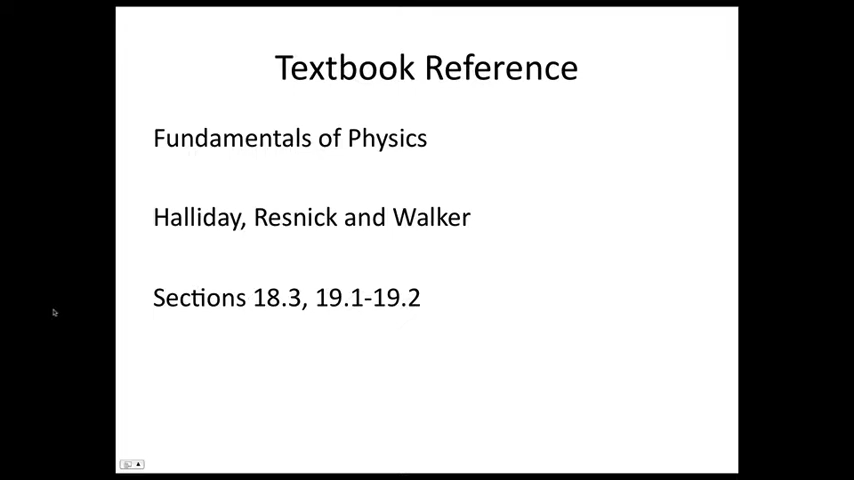 Textbook Reference
Fundamentals of Physics
Halliday, Resnick and Walker
Sections 18.3, 19.1-19.2